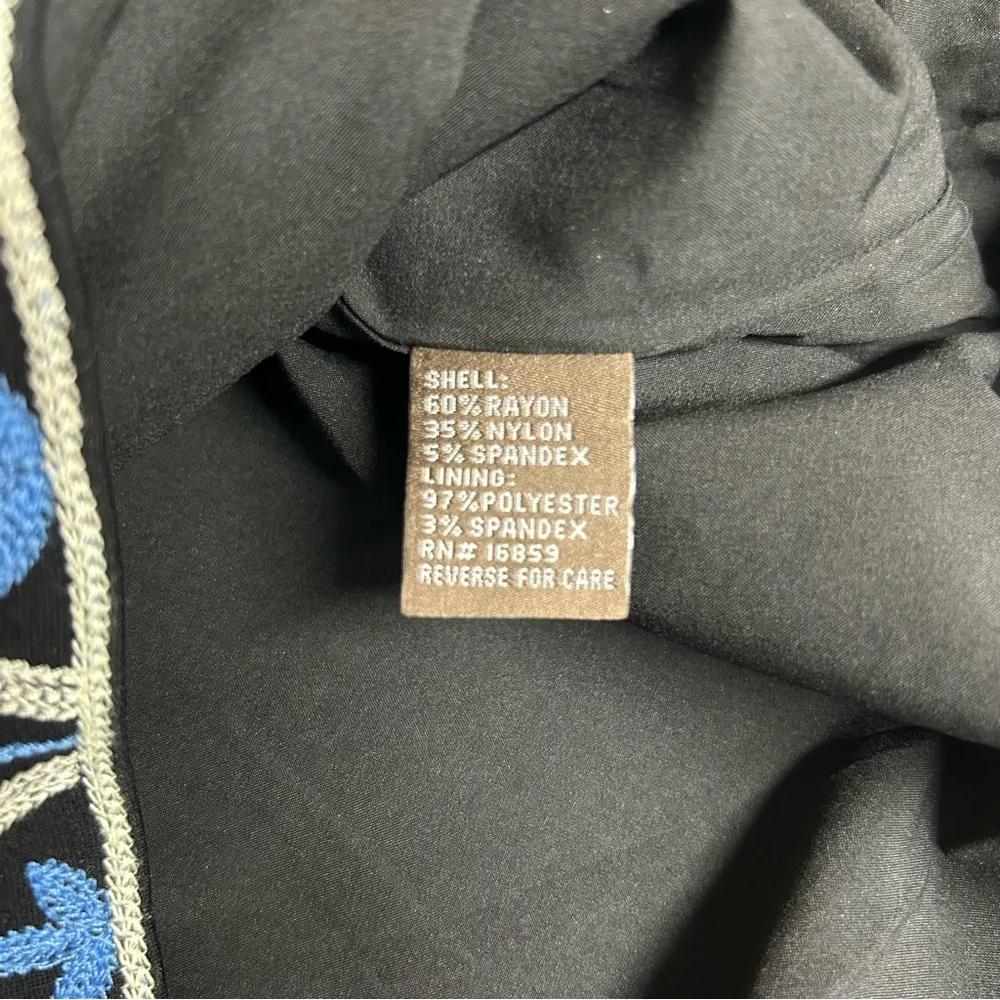 SHELL:
60% RAYON
35% NYLON
5% SPANDEX
LINING:
97% POLYESTER
3% SPANDEX
RN# 16859
REVERSE FOR CARE